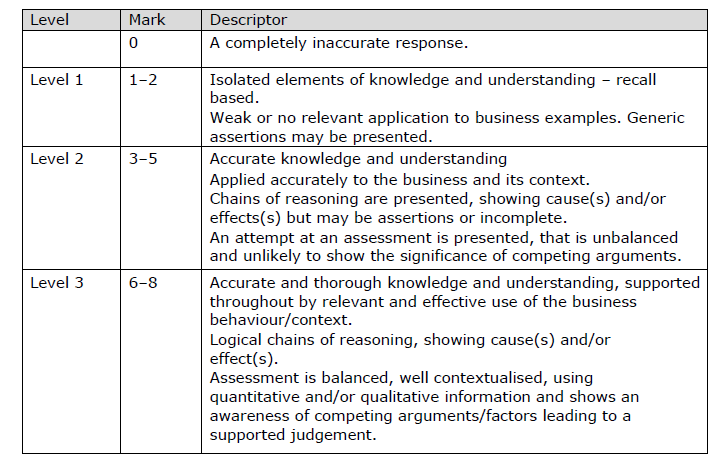 Level Mark Descriptor
0 A completely inaccurate response.
Level 1 1–2 Isolated elements of knowledge and understanding – recall
based.
Weak or no relevant application to business examples. Generic
assertions may be presented.
Level 2 3–5 Accurate knowledge and understanding
Applied accurately to the business and its context.
Chains of reasoning are presented, showing cause(s) and/or
effects(s) but may be assertions or incomplete.
An attempt at an assessment is presented, that is unbalanced
and unlikely to show the significance of competing arguments.
Level 3 6–8 Accurate and thorough knowledge and understanding, supported
throughout by relevant and effective use of the business
behaviour/context.
Logical chains of reasoning, showing cause(s) and/or
effect(s).
Assessment is balanced, well contextualised, using
quantitative and/or qualitative information and shows an
awareness of competing arguments/factors leading to a
supported judgement.